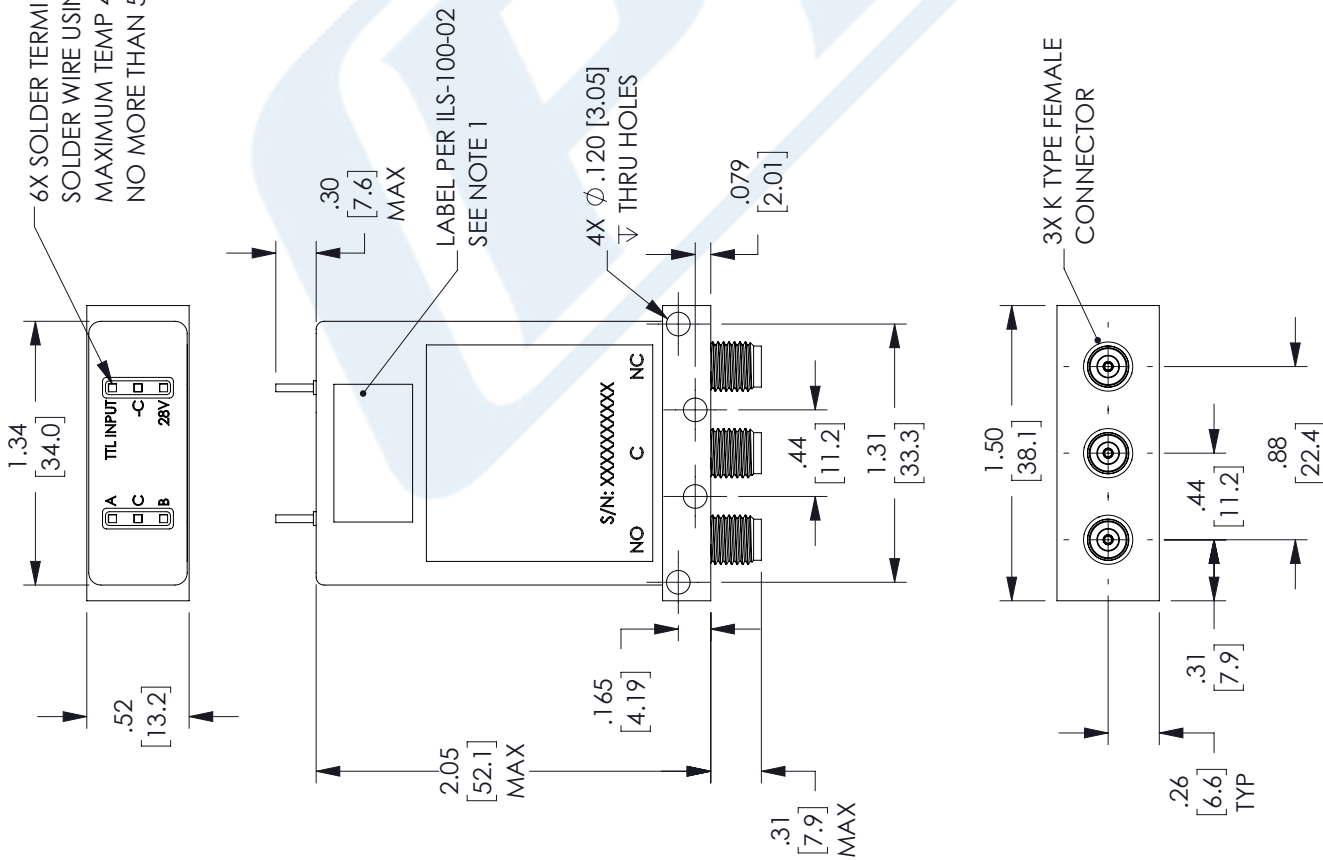 6X SOLDER TERMI
SOLDER WIRE USIN
MAXIMUM TEMP 4
NO MORE THAN 5
1.34
[34.0]
.52
[13.2]
A
C
B
TTL INPUT
-C
28V
.30
[7.6]
MAX
LABEL PER ILS-100-02
SEE NOTE 1
4X ⌀ .120 [3.05]
↧ THRU HOLES
.079
[2.01]
S/N: XXXXXXXXXX
NO
C
NC
2.05
[52.1]
MAX
.165
[4.19]
.31
[7.9]
MAX
.44
[11.2]
1.31
[33.3]
3X K TYPE FEMALE
CONNECTOR
1.50
[38.1]
.44
[11.2]
.88
[22.4]
.31
[7.9]
.26
[6.6]
TYP